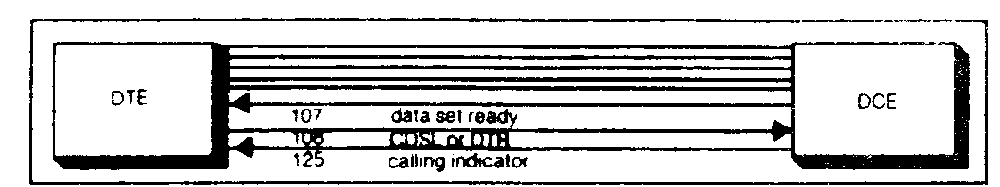 DTE
DCE
107 data set ready
108 CDSL or DTR
125 calling indicator